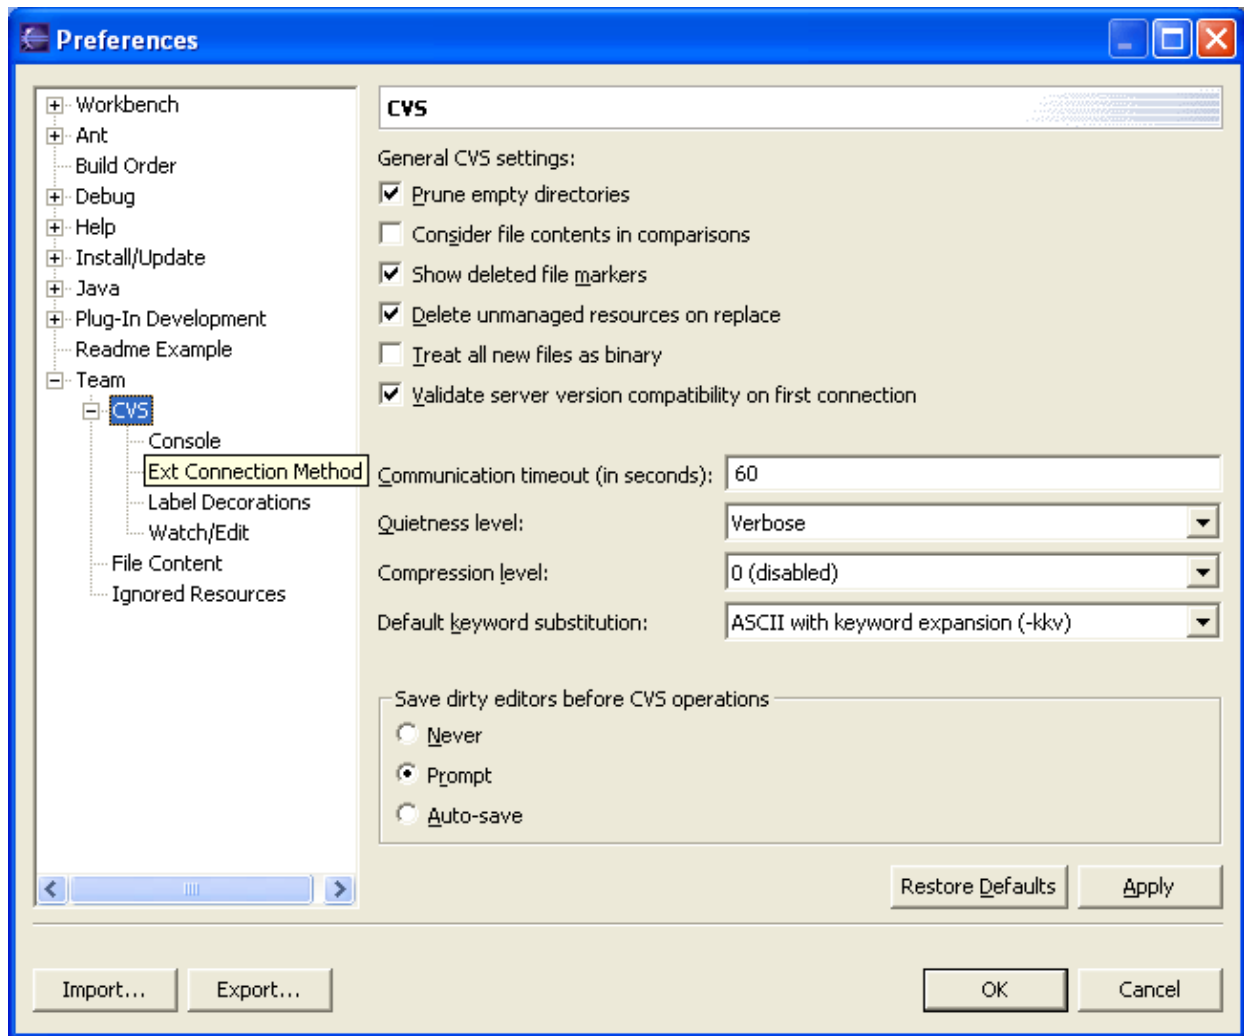 Preferences
Workbench
Ant
Build Order
Debug
Help
Install/Update
Java
Plug-In Development
Readme Example
Team
CVS
Console
Ext Connection Method
Label Decorations
Watch/Edit
File Content
Ignored Resources
CVS
General CVS settings:
Prune empty directories
Consider file contents in comparisons
Show deleted file markers
Delete unmanaged resources on replace
Treat all new files as binary
Validate server version compatibility on first connection
Communication timeout (in seconds): 60
Quietness level: Verbose
Compression level: 0 (disabled)
Default keyword substitution: ASCII with keyword expansion (-kkv)
Save dirty editors before CVS operations
Never
Prompt
Auto-save
Restore Defaults Apply
Import... Export... OK Cancel